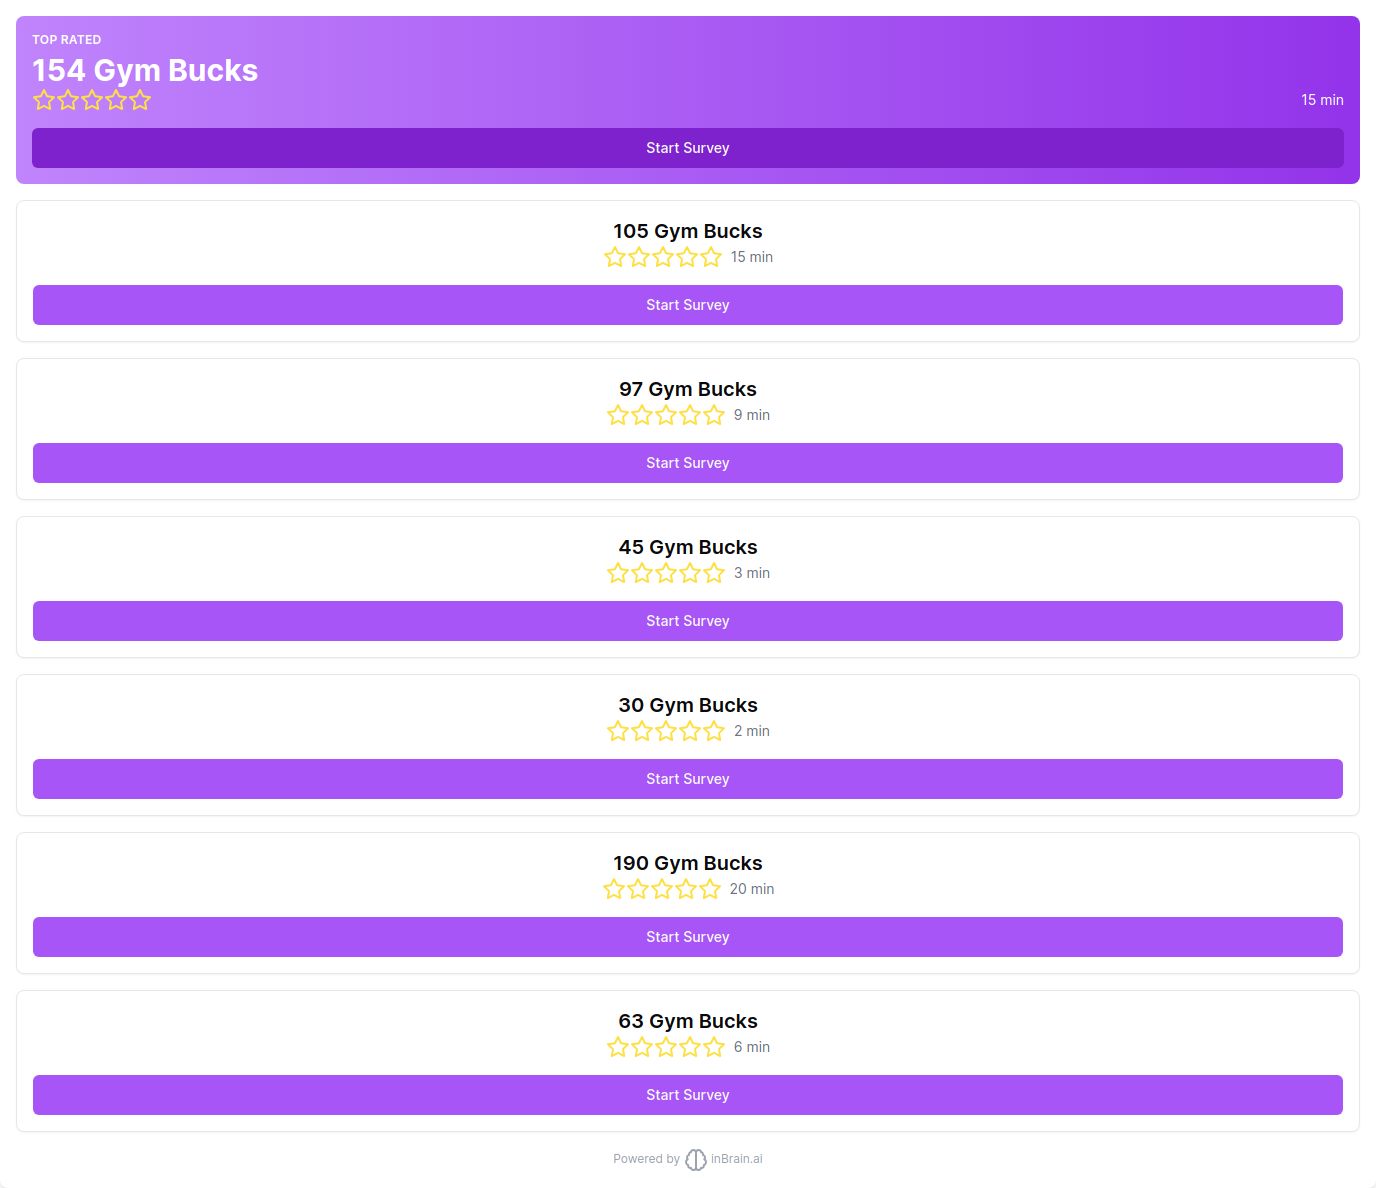 TOP RATED
154 Gym Bucks
15 min
Start Survey
105 Gym Bucks
15 min
Start Survey
97 Gym Bucks
9 min
Start Survey
45 Gym Bucks
3 min
Start Survey
30 Gym Bucks
2 min
Start Survey
190 Gym Bucks
20 min
Start Survey
63 Gym Bucks
6 min
Start Survey
Powered by inBrain.ai